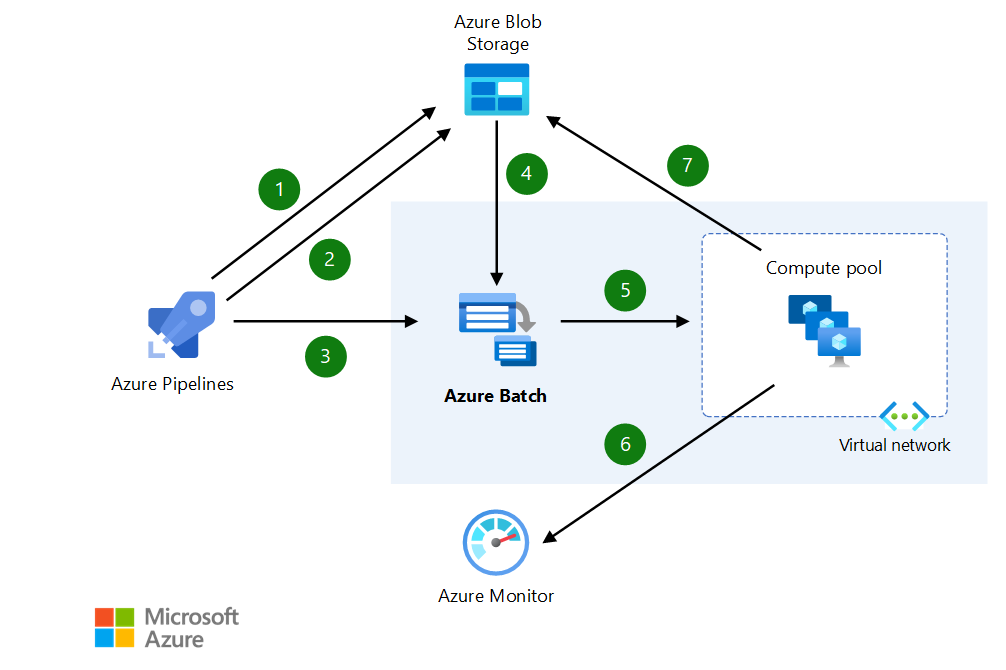 Azure Blob
Storage
1
4
7
2
Compute pool
5
3
Azure Pipelines
Azure Batch
6
Virtual network
Azure Monitor
Microsoft
Azure